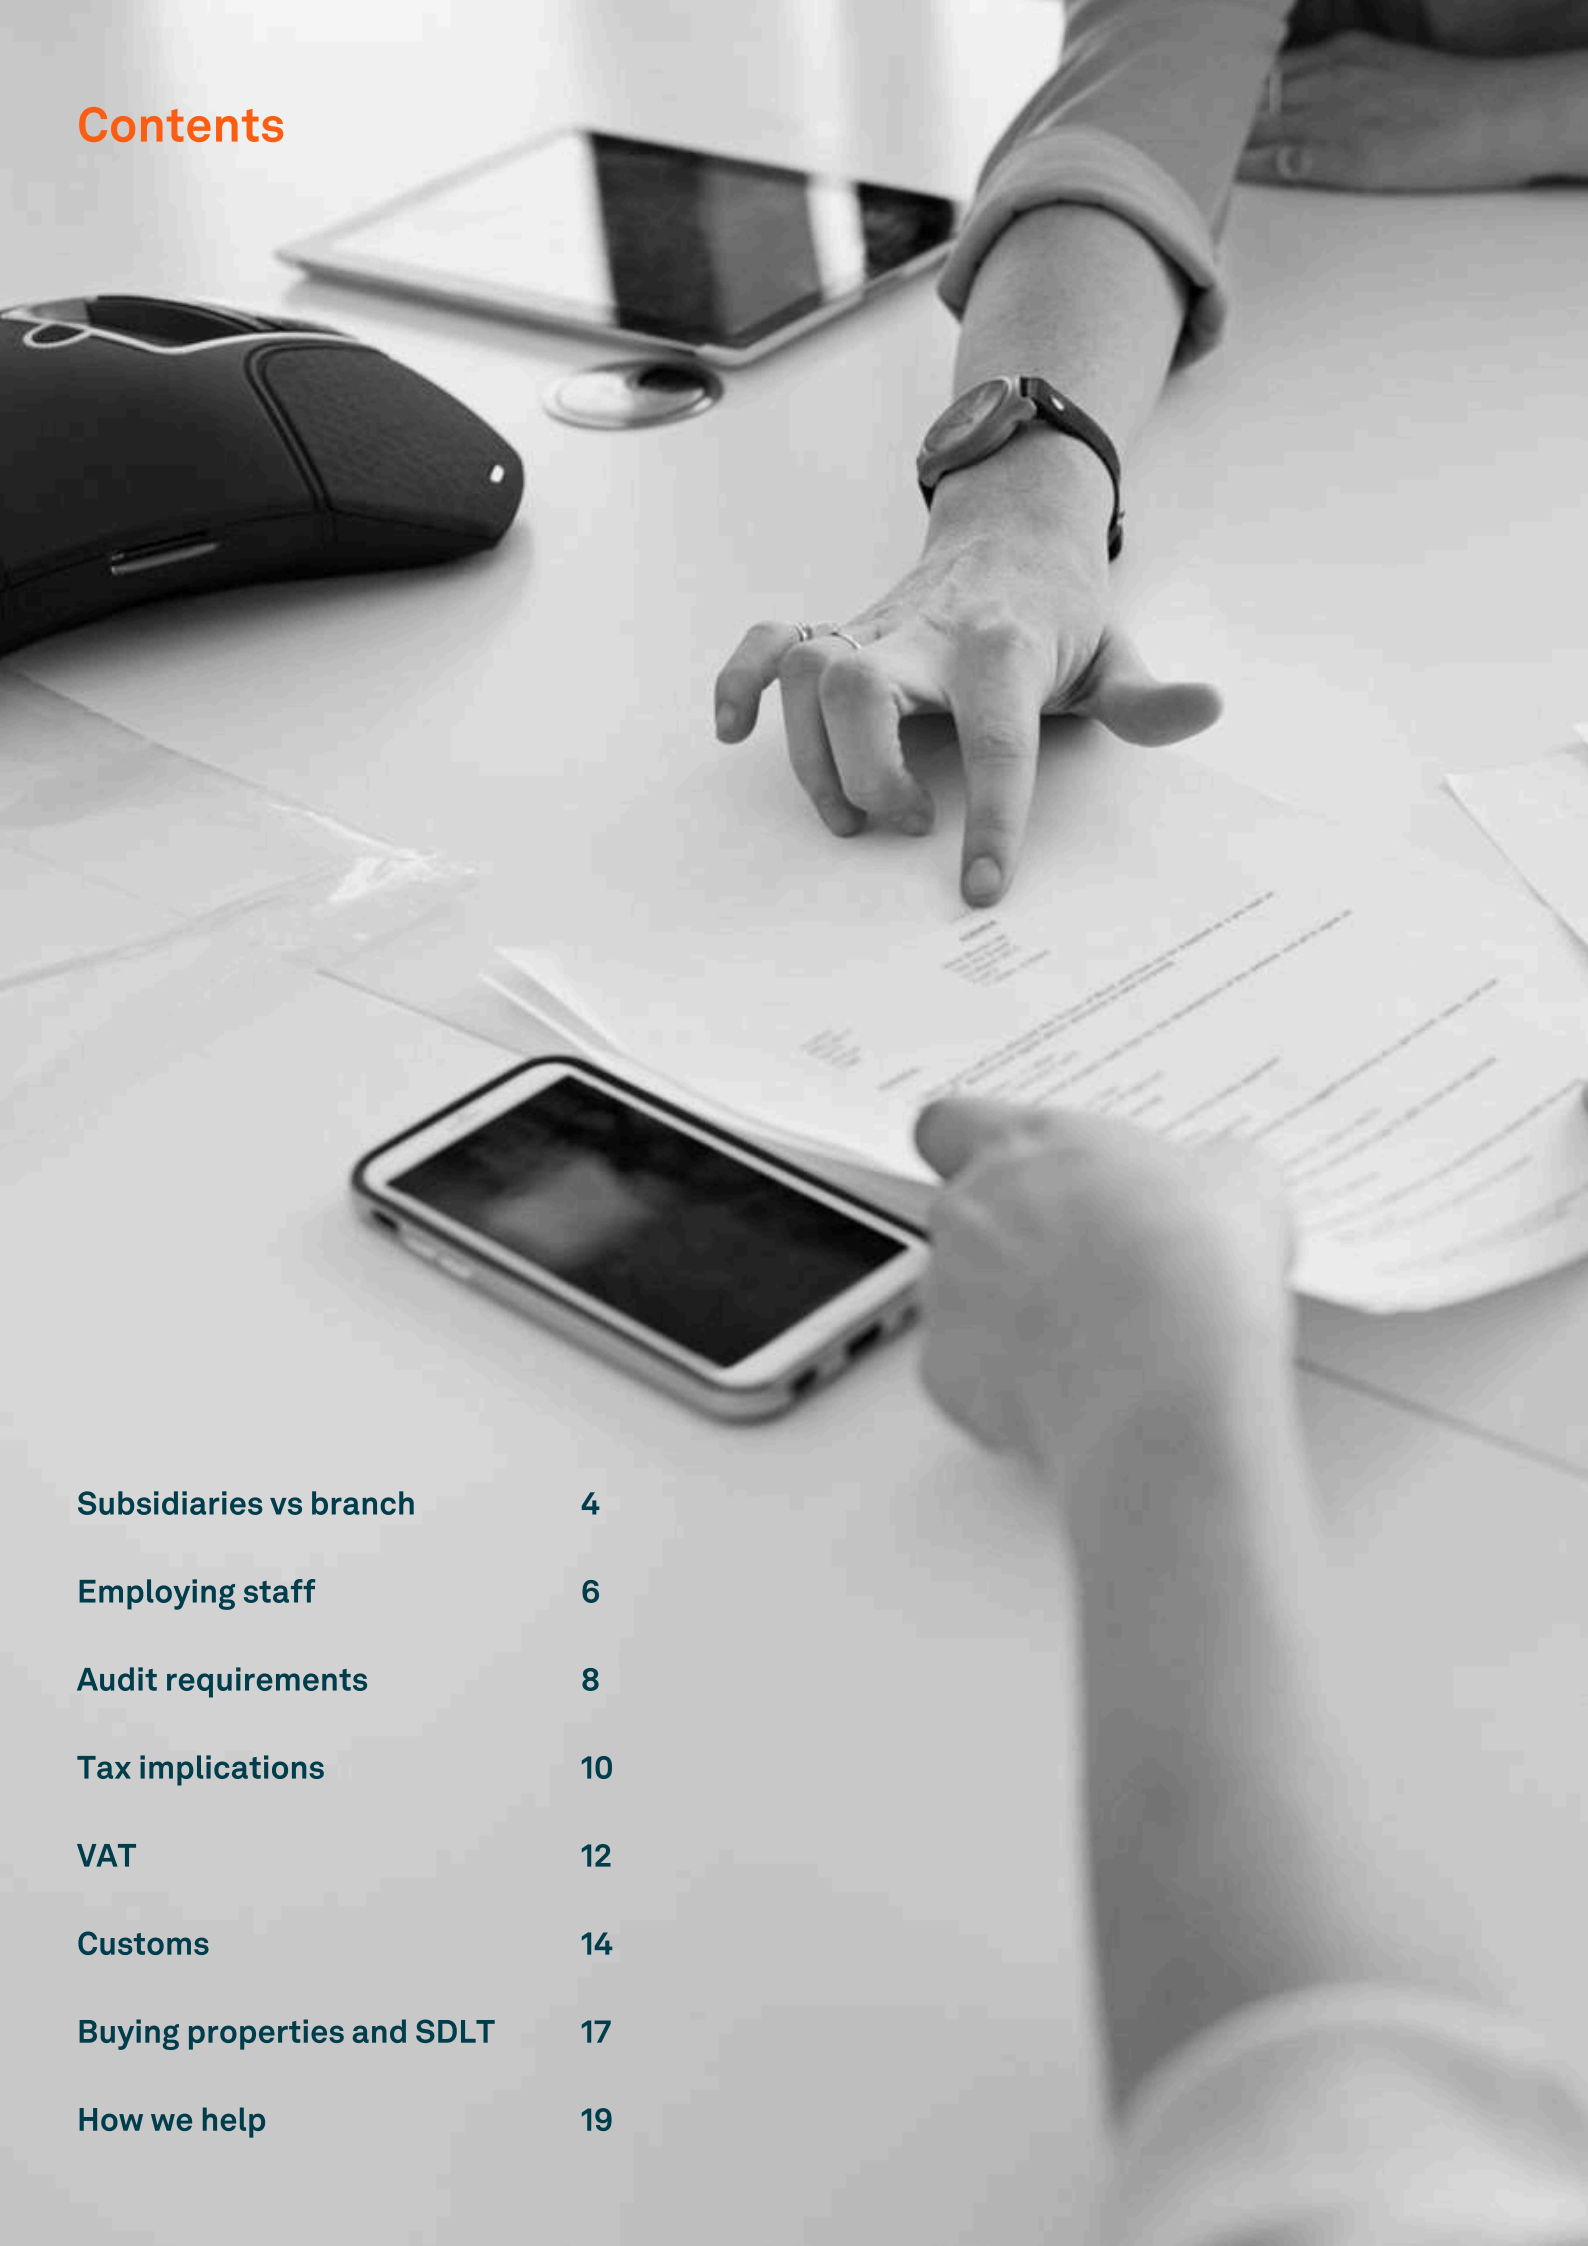 Contents
Subsidiaries vs branch 4
Employing staff 6
Audit requirements 8
Tax implications 10
VAT 12
Customs 14
Buying properties and SDLT 17
How we help 19